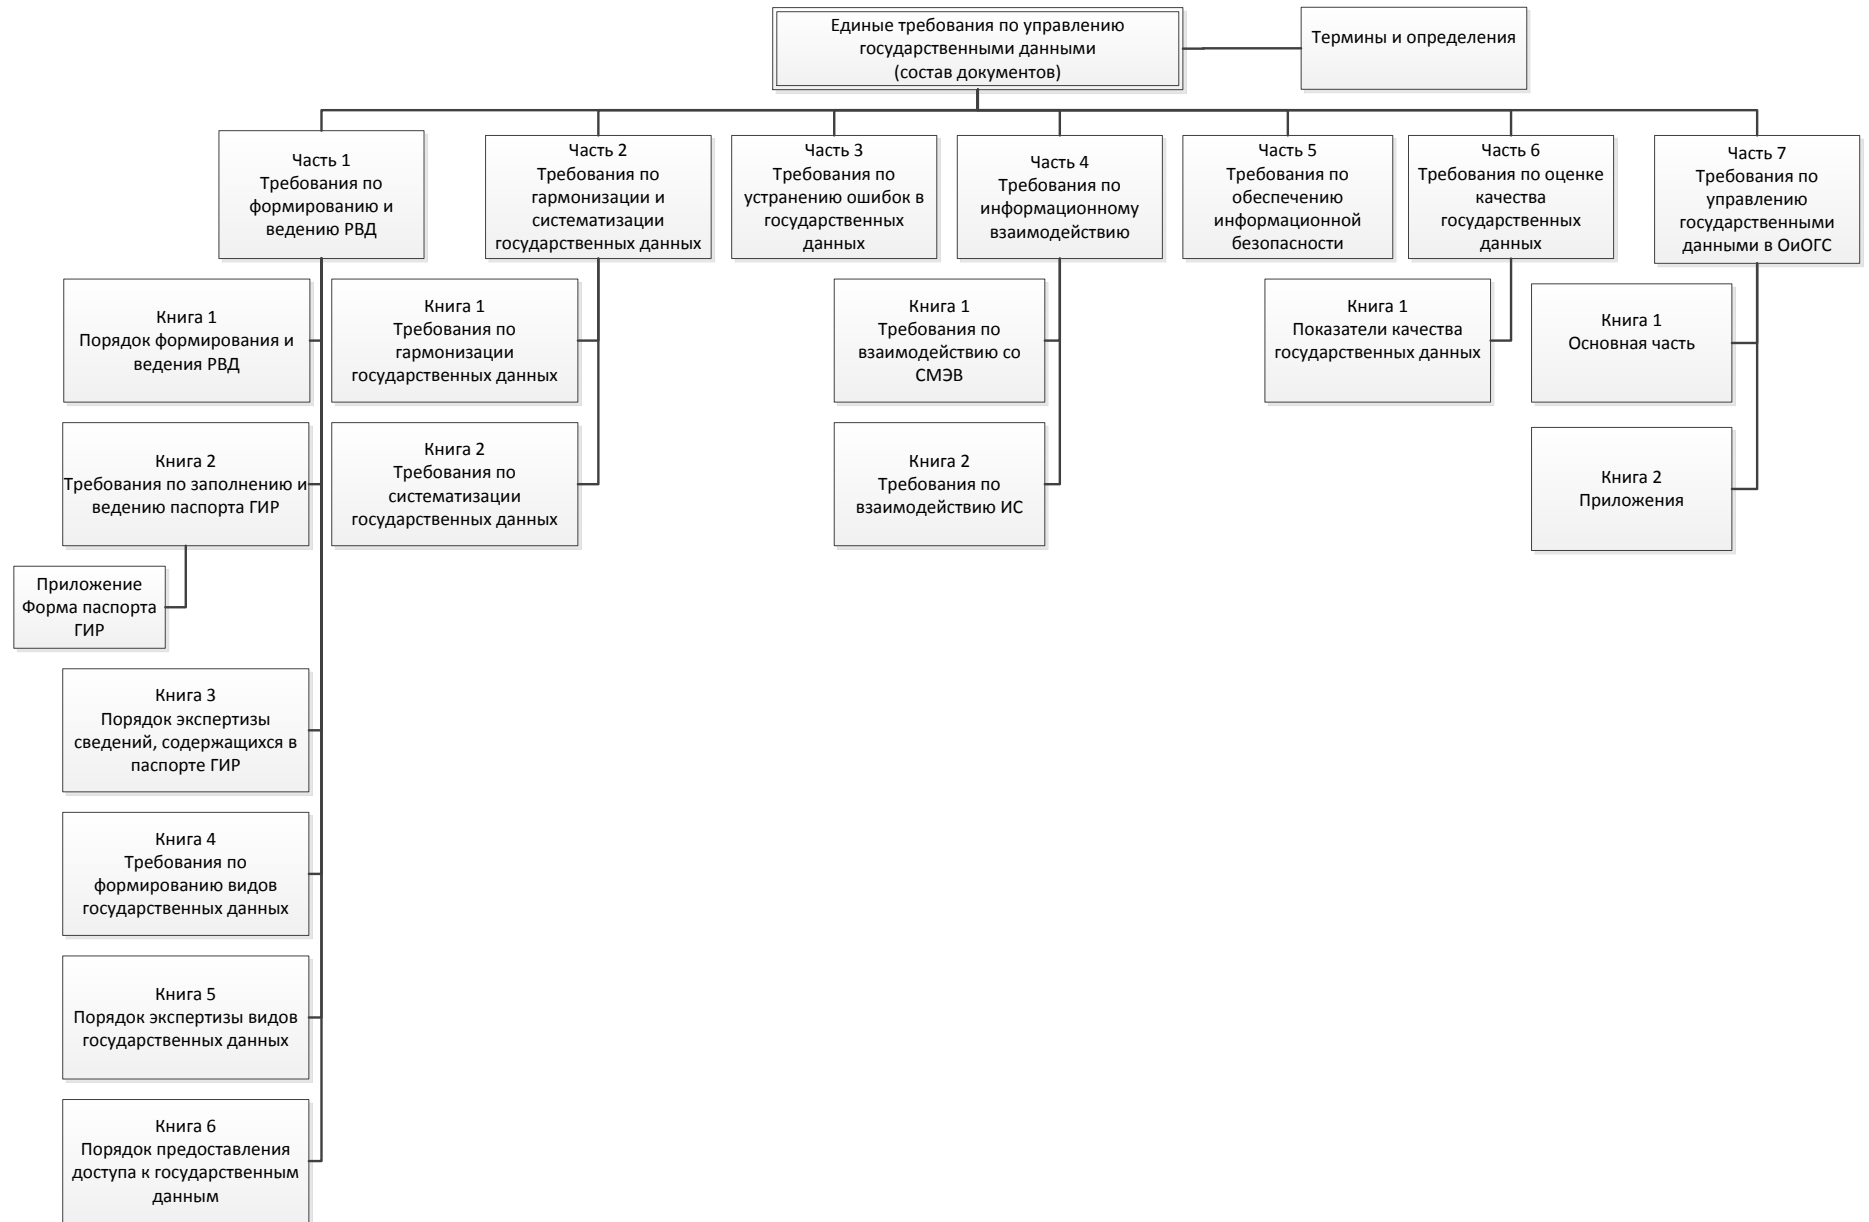 Единые требования по управлению
государственными данными
(состав документов)
Термины и определения
Часть 1
Требования по
формированию и
ведению РВД
Часть 2
Требования по
гармонизации и
систематизации
государственных данных
Часть 3
Требования по
устранению ошибок в
государственных
данных
Часть 4
Требования по
информационному
взаимодействию
Часть 5
Требования по
обеспечению
информационной
безопасности
Часть 6
Требования по оценке
качества
государственных
данных
Часть 7
Требования по
управлению
государственными
данными в ОиОГС
Книга 1
Порядок формирования и
ведения РВД
Книга 2
Требования по заполнению и
ведению паспорта ГИР
Приложение
Форма паспорта
ГИР
Книга 3
Порядок экспертизы
сведений, содержащихся в
паспорте ГИР
Книга 4
Требования по
формированию видов
государственных данных
Книга 5
Порядок экспертизы видов
государственных данных
Книга 6
Порядок предоставления
доступа к государственным
данным
Книга 1
Требования по
гармонизации
государственных данных
Книга 2
Требования по
систематизации
государственных данных
Книга 1
Требования по
взаимодействию со
СМЭВ
Книга 2
Требования по
взаимодействию ИС
Книга 1
Показатели качества
государственных данных
Книга 1
Основная часть
Книга 2
Приложения